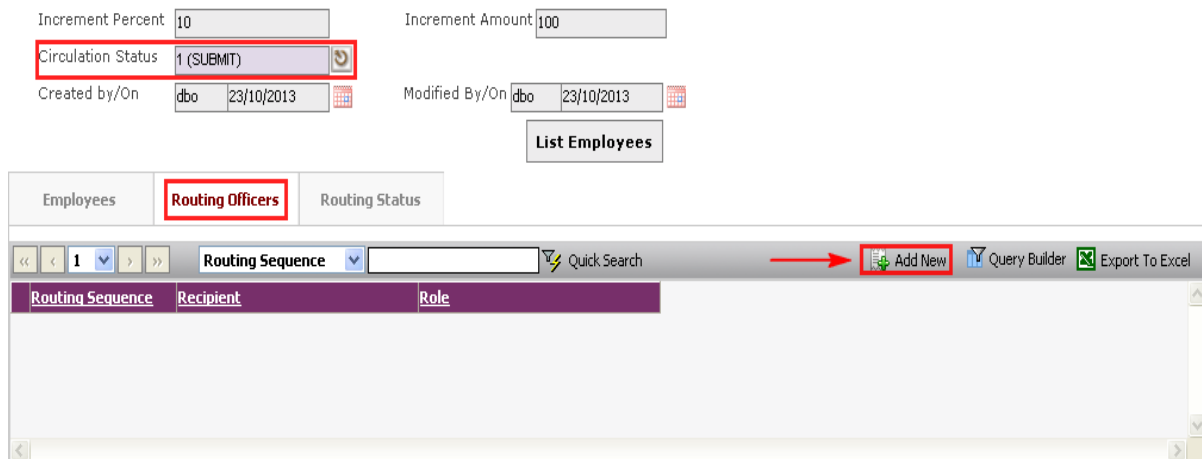 Increment Percent 10 Increment Amount 100
Circulation Status 1 (SUBMIT)
Created by/On dbo 23/10/2013 Modified By/On dbo 23/10/2013
List Employees
Employees Routing Officers Routing Status
<< < 1 > >> Routing Sequence Quick Search Add New Query Builder Export To Excel
Routing Sequence Recipient Role